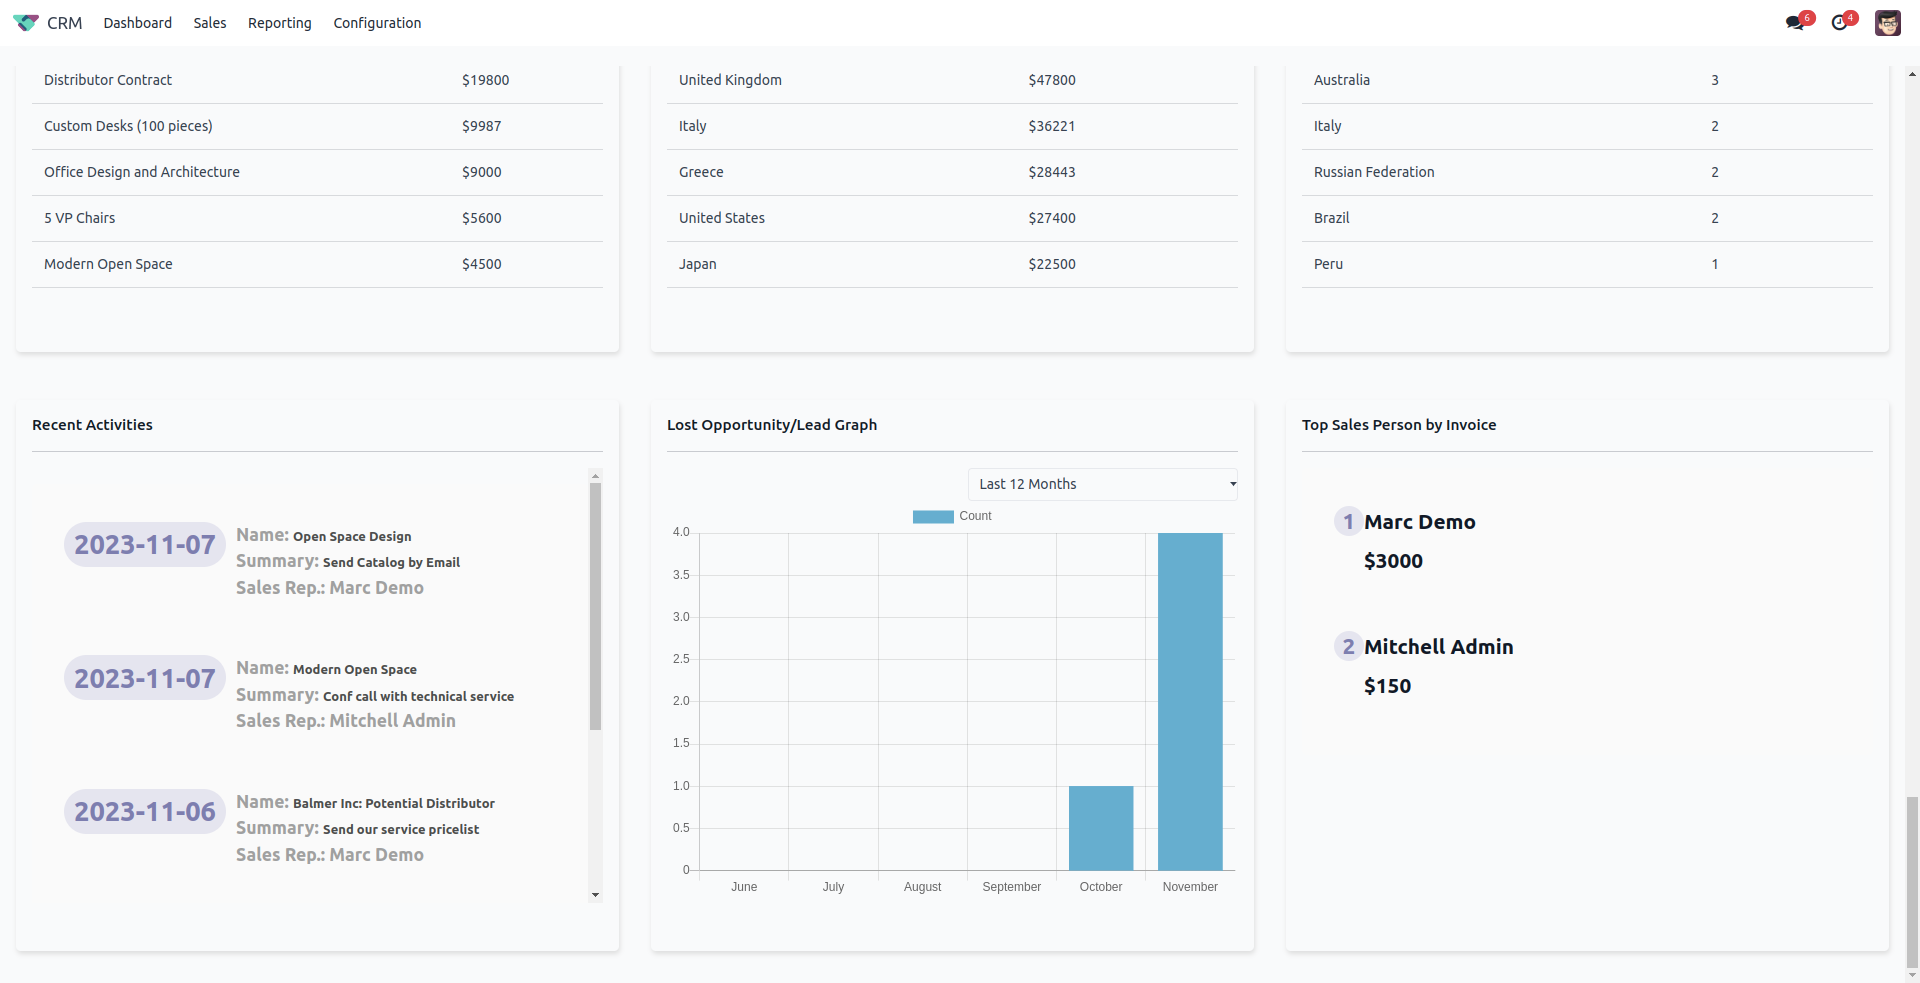 CRM Dashboard Sales Reporting Configuration 6 4
Distributor Contract $19800
Custom Desks (100 pieces) $9987
Office Design and Architecture $9000
5 VP Chairs $5600
Modern Open Space $4500
United Kingdom $47800
Italy $36221
Greece $28443
United States $27400
Japan $22500
Australia 3
Italy 2
Russian Federation 2
Brazil 2
Peru 1
Recent Activities
2023-11-07
Name: Open Space Design
Summary: Send Catalog by Email
Sales Rep.: Marc Demo
2023-11-07
Name: Modern Open Space
Summary: Conf call with technical service
Sales Rep.: Mitchell Admin
2023-11-06
Name: Balmer Inc: Potential Distributor
Summary: Send our service pricelist
Sales Rep.: Marc Demo
Lost Opportunity/Lead Graph
Last 12 Months
Count
4.0
3.5
3.0
2.5
2.0
1.5
1.0
0.5
0
June July August September October November
Top Sales Person by Invoice
1 Marc Demo
$3000
2 Mitchell Admin
$150